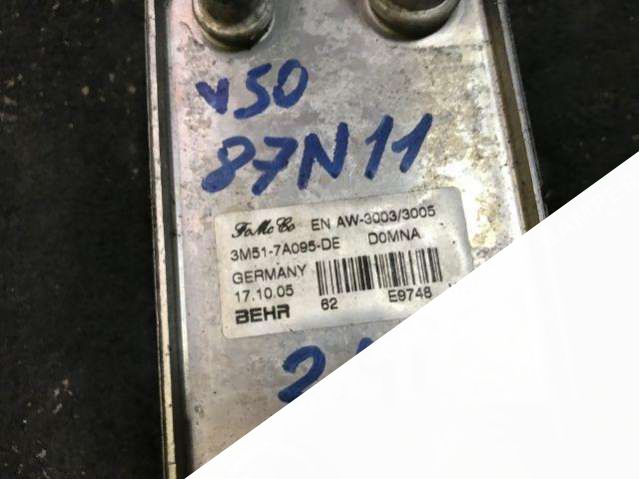 v50
87N11
FoMoCo EN AW-3003/3005
3M51-7A095-DE D0MNA
GERMANY
17.10.05 62 E9748
BEHR